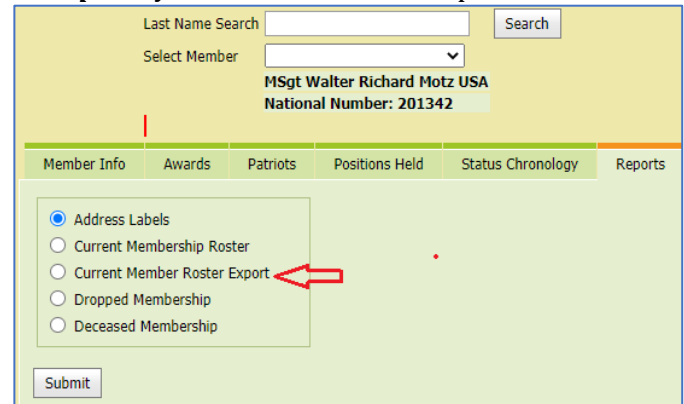 Last Name Search Search
Select Member
MSgt Walter Richard Motz USA
National Number: 201342
Member Info Awards Patriots Positions Held Status Chronology Reports
Address Labels
Current Membership Roster
Current Member Roster Export
Dropped Membership
Deceased Membership
Submit